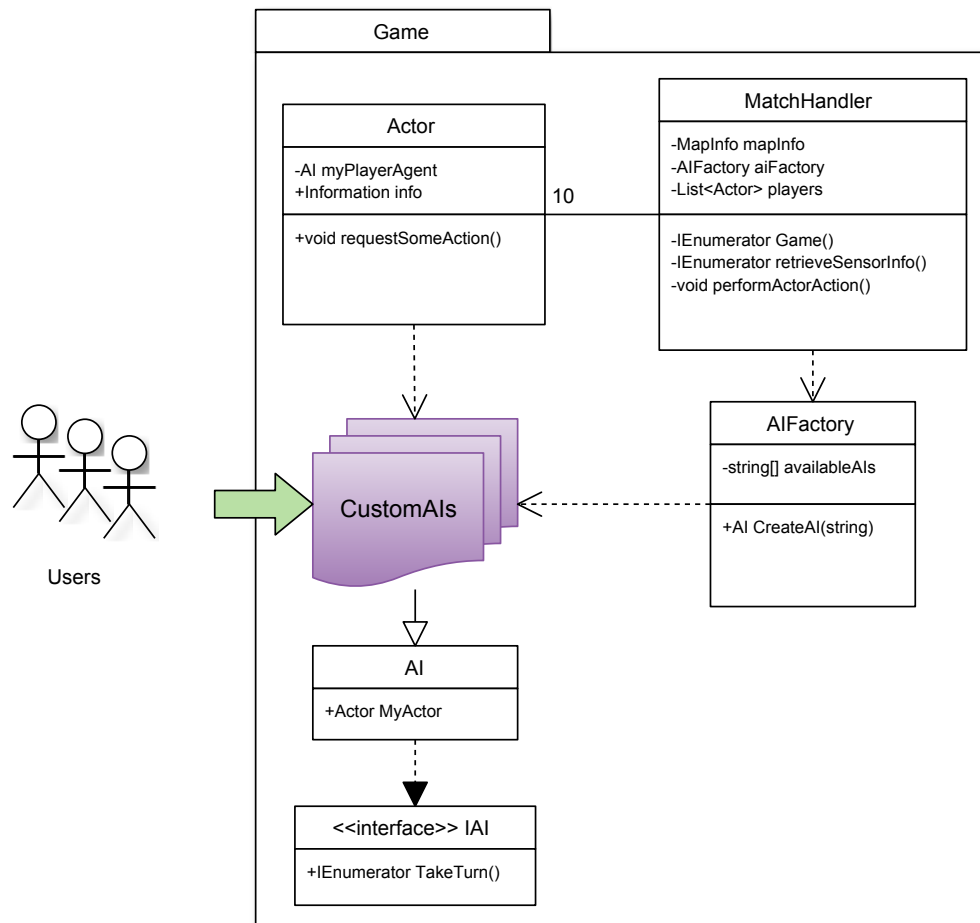 Game
Actor
-AI myPlayerAgent
+Information info
+void requestSomeAction()
10
MatchHandler
-MapInfo mapInfo
-AIFactory aiFactory
-List<Actor> players
-IEnumerator Game()
-IEnumerator retrieveSensorInfo()
-void performActorAction()
AIFactory
-string[] availableAIs
+AI CreateAI(string)
Users
CustomAIs
AI
+Actor MyActor
<<interface>> IAI
+IEnumerator TakeTurn()